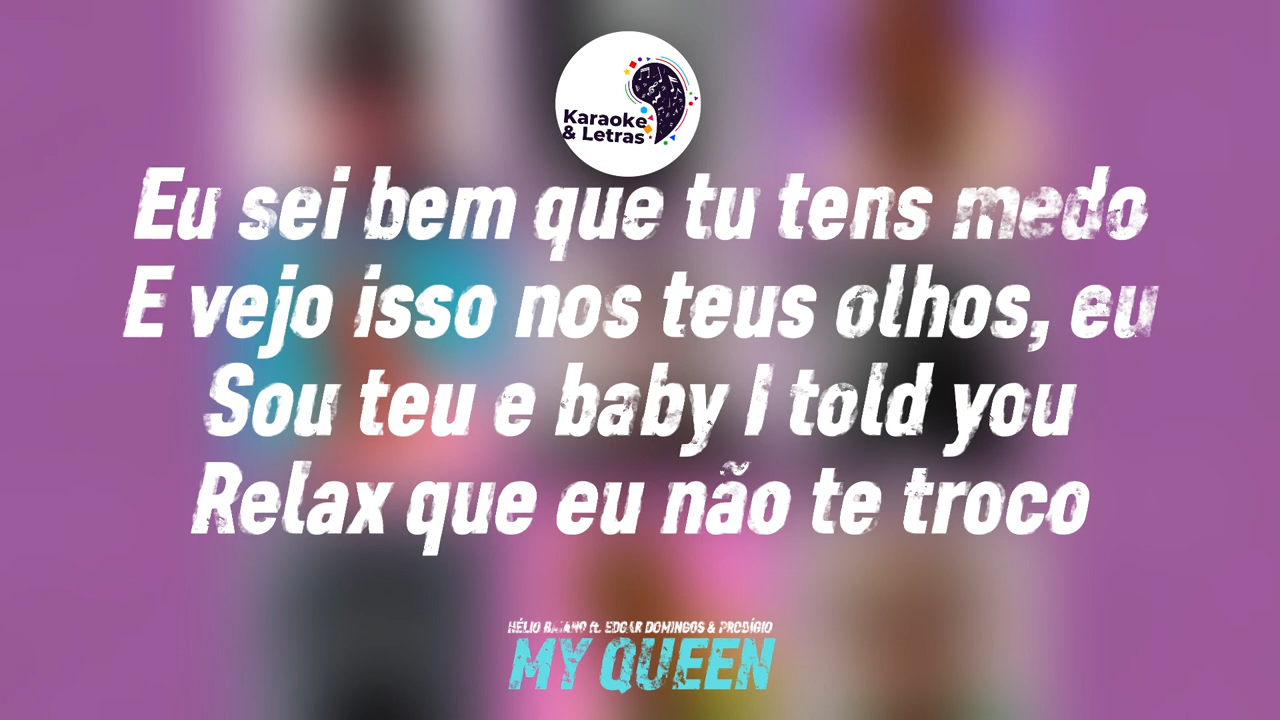 Karaoke
& Letras
Eu sei bem que tu tens medo
E vejo isso nos teus olhos, eu
Sou teu e baby I told you
Relax que eu não te troco
HÉLIO BAIANO ft. EDGAR DOMINGOS & PRODÍGIO
MY QUEEN